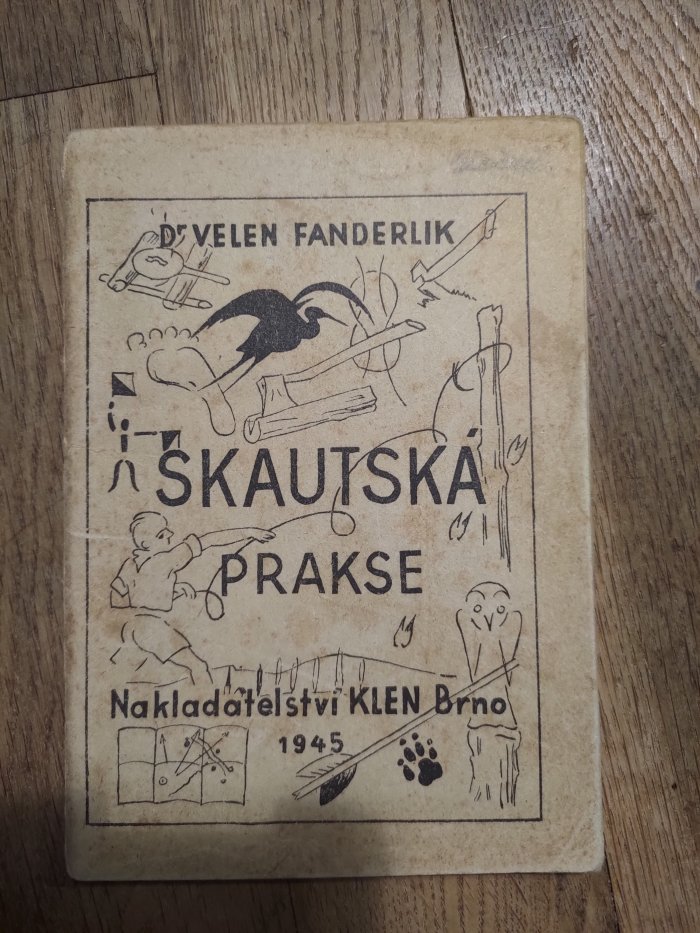 Dr VELEN FANDERLIK
SKAUTSKÁ
PRAKSE
Nakladatelství KLEN Brno
1945